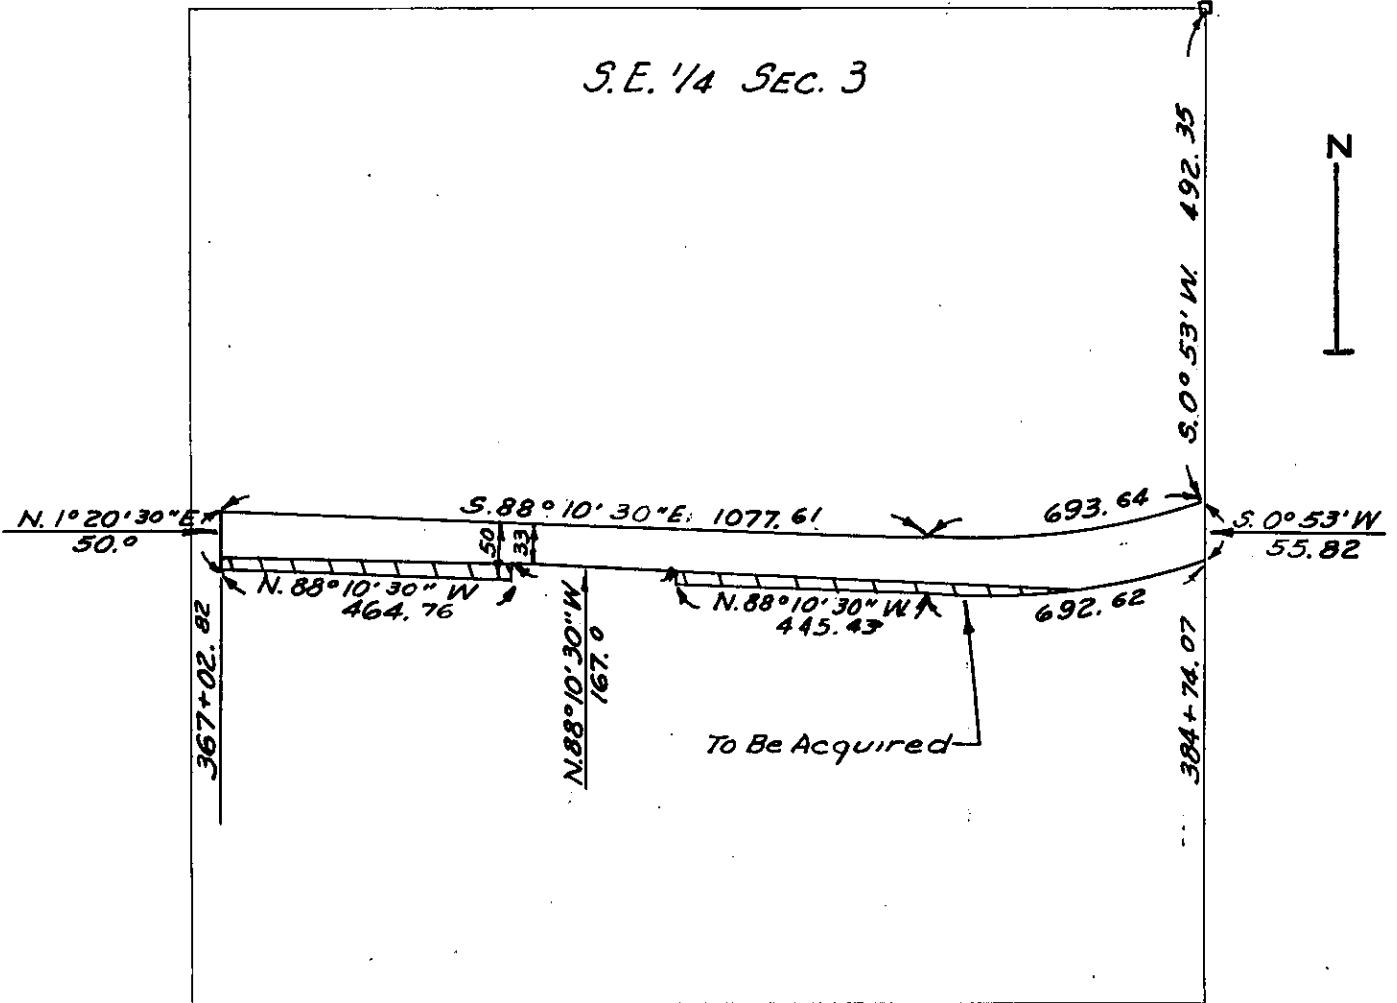 S.E. 1/4 SEC. 3
N
S. 0° 53' W. 492. 35
N. 1° 20' 30" E
50.°
S. 88° 10' 30" E. 1077. 61
693. 64
S. 0° 53' W
55.82
50
33
N. 88° 10' 30" W
464. 76
N. 88° 10' 30" W.
445. 43
692. 62
367+02. 82
N. 88° 10' 30" W
167. 0
To Be Acquired
384+74.07